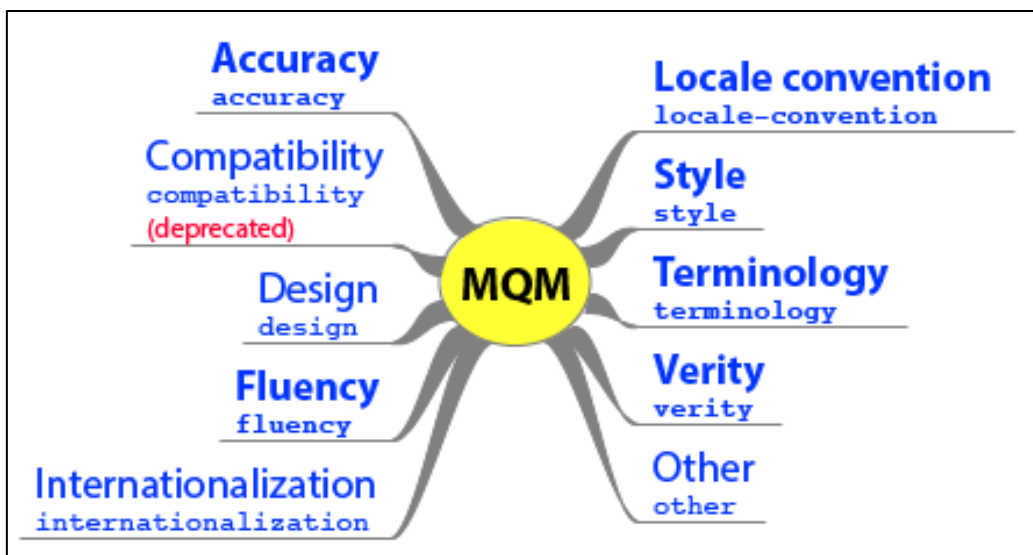 Accuracy
accuracy
Compatibility
compatibility
(deprecated)
Design
design
Fluency
fluency
Internationalization
internationalization
MQM
Locale convention
locale-convention
Style
style
Terminology
terminology
Verity
verity
Other
other